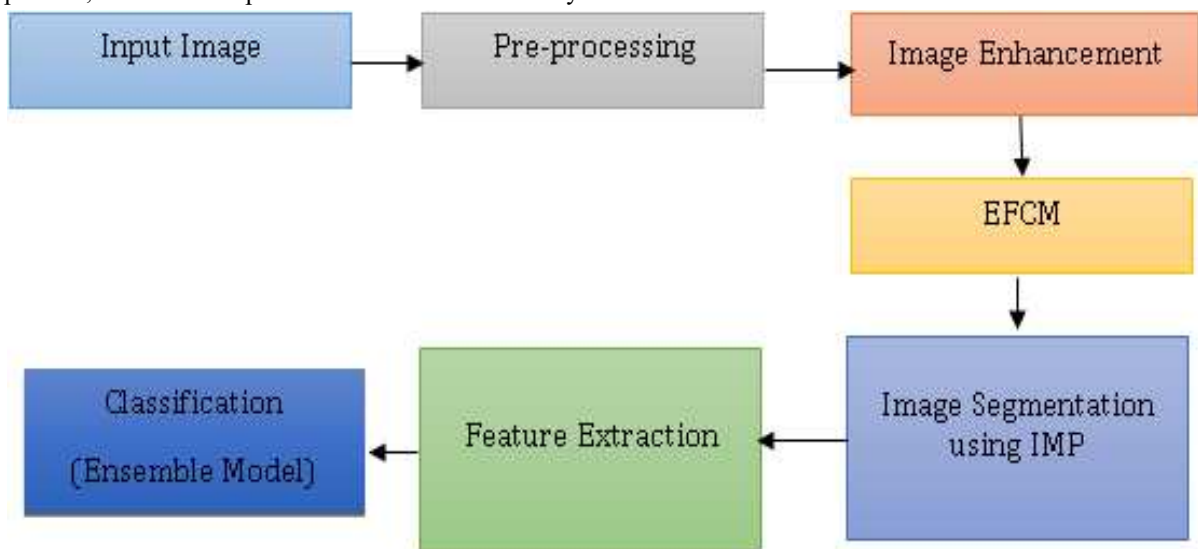 Input Image
Pre-processing
Image Enhancement
EFCM
Image Segmentation
using IMP
Feature Extraction
Classification
(Ensemble Model)